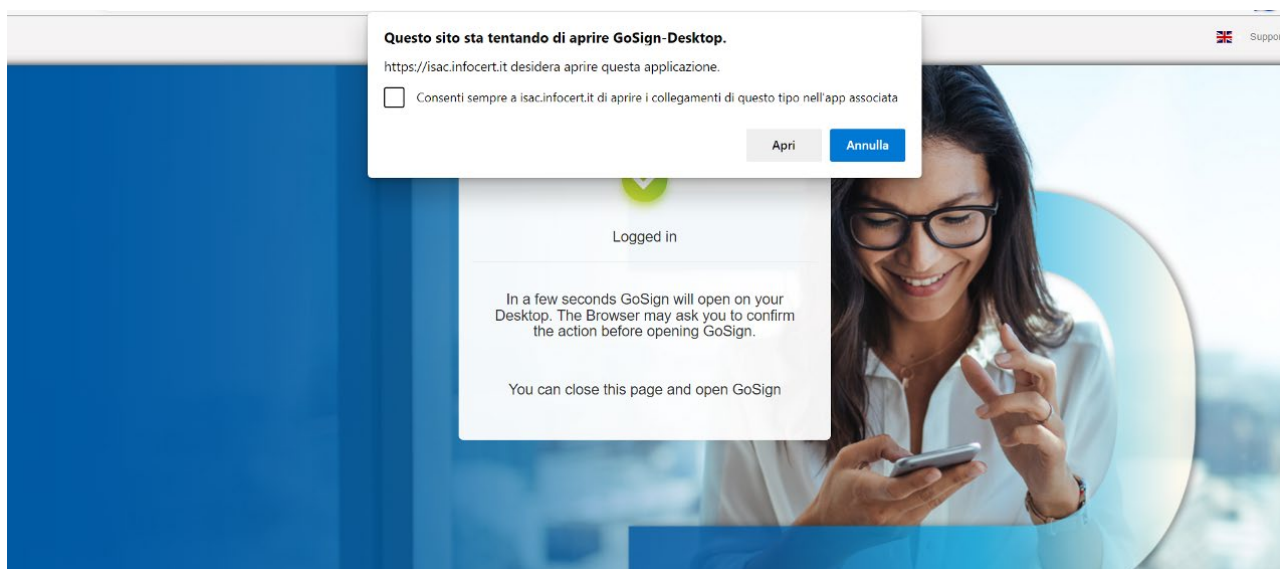 Questo sito sta tentando di aprire GoSign-Desktop.
https://isac.infocert.it desidera aprire questa applicazione.
Consenti sempre a isac.infocert.it di aprire i collegamenti di questo tipo nell'app associata
Apri
Annulla
Logged in
In a few seconds GoSign will open on your
Desktop. The Browser may ask you to confirm
the action before opening GoSign.
You can close this page and open GoSign